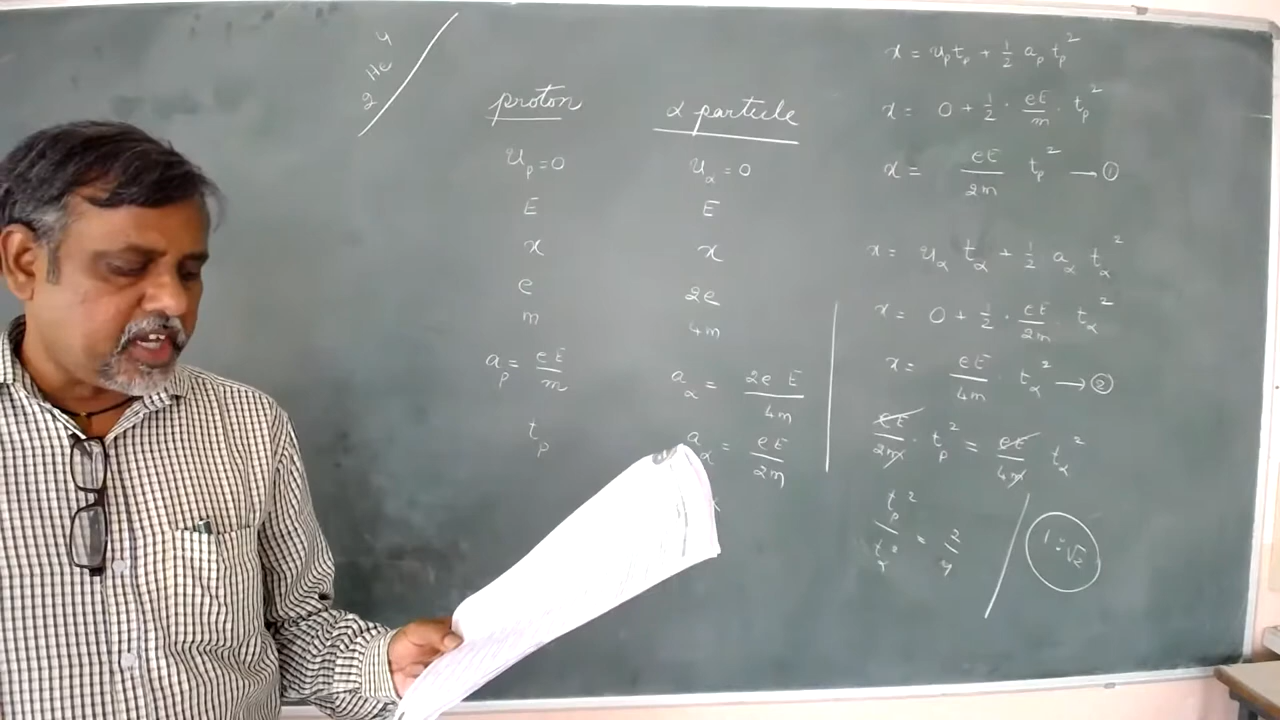 4
He
2
proton
u_p = 0
E
x
e
m
a_p = eE/m
t_p
α particle
u_α = 0
E
x
2e
4m
a_α = 2e E/4m
a_α = eE/2m
x = u_p t_p + 1/2 a_p t_p²
x = 0 + 1/2 · eE/m · t_p²
x = eE/2m t_p² → ①
x = u_α t_α + 1/2 a_α t_α²
x = 0 + 1/2 · eE/2m t_α²
x = eE/4m t_α² → ②
eE/2m · t_p² = eE/4m t_α²
t_p²/t_α² = 2/4
1 : √2